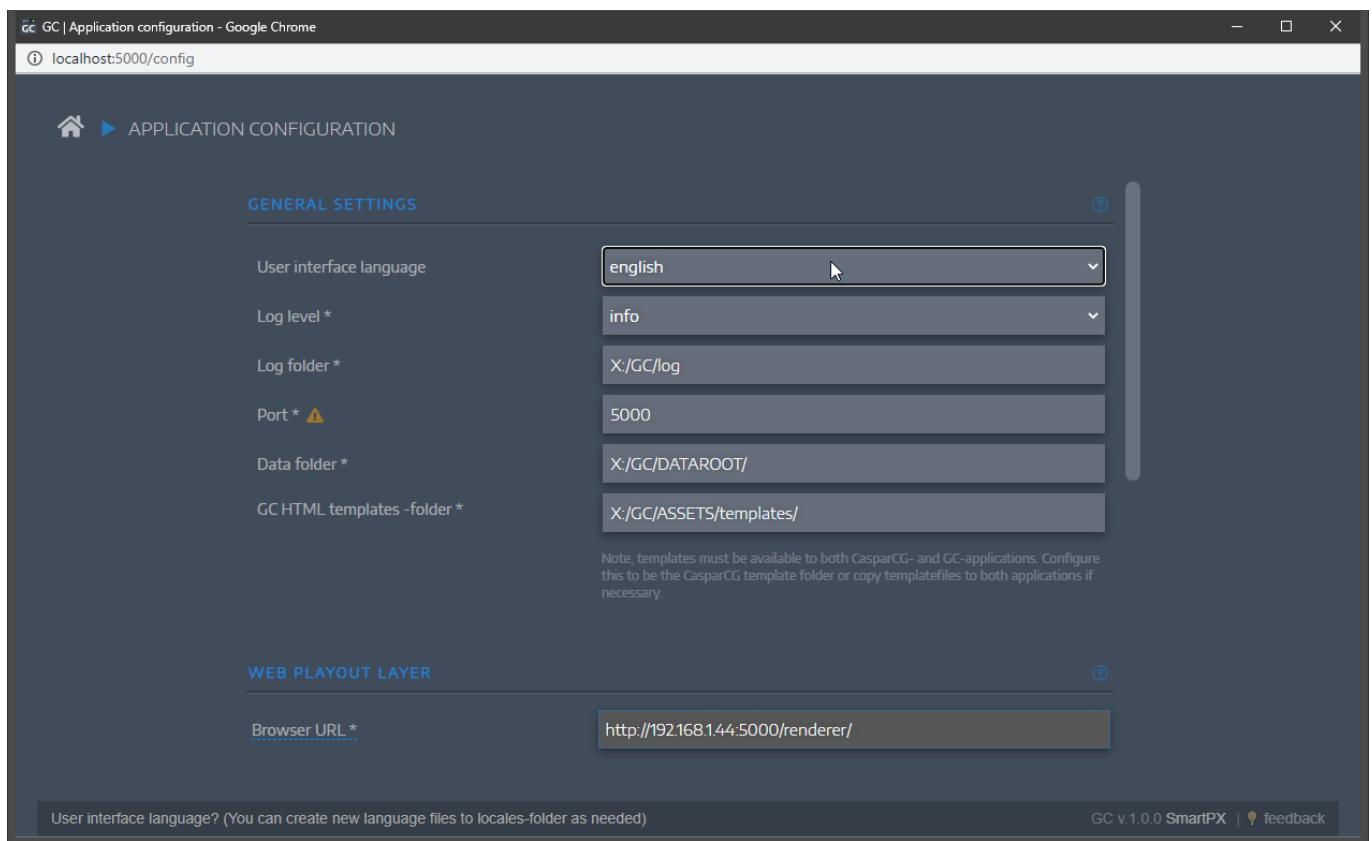 GC GC | Application configuration - Google Chrome
localhost:5000/config
APPLICATION CONFIGURATION
GENERAL SETTINGS
User interface language english
Log level * info
Log folder * X:/GC/log
Port * 5000
Data folder * X:/GC/DATAROOT/
GC HTML templates -folder * X:/GC/ASSETS/templates/
Note, templates must be available to both CasparCG- and GC-applications. Configure
this to be the CasparCG template folder or copy templatefiles to both applications if
necessary.
WEB PLAYOUT LAYER
Browser URL * http://192.168.1.44:5000/renderer/
User interface language? (You can create new language files to locales-folder as needed) GC v.1.0.0 SmartPX | feedback